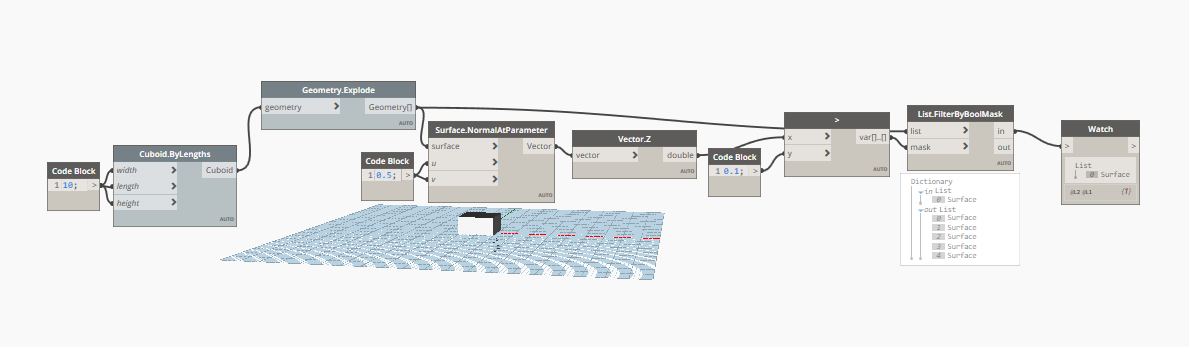 Code Block
1 10; >
Cuboid.ByLengths
width > Cuboid
length >
height >
AUTO
Geometry.Explode
geometry > Geometry[]
AUTO
Code Block
1 0.5; >
Surface.NormalAtParameter
surface > Vector
u >
v >
AUTO
Vector.Z
vector > double
AUTO
Code Block
1 0.1; >
>
x > var[]..[]
y >
AUTO
List.FilterByBoolMask
list > in
mask > out
AUTO
Dictionary
in List
0 Surface
out List
0 Surface
1 Surface
2 Surface
3 Surface
4 Surface
Watch
> >
List
0 Surface
@L2 @L1 {1}